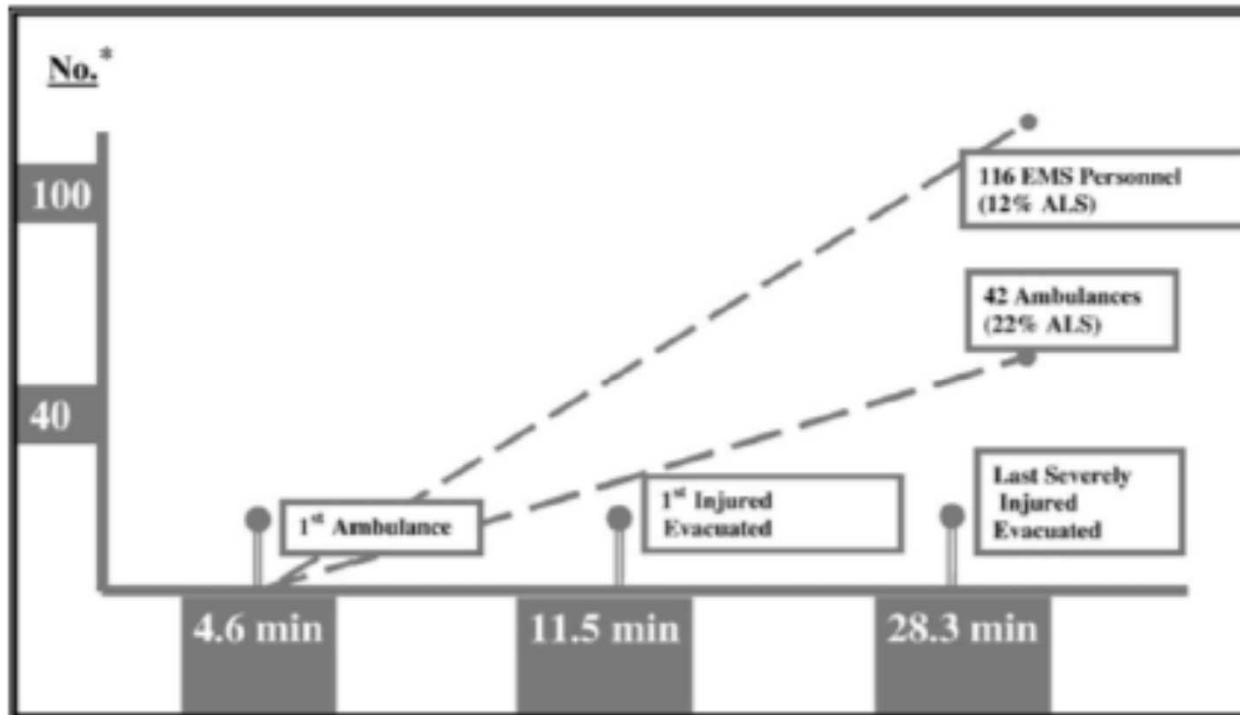 No.*
100
116 EMS Personnel
(12% ALS)
42 Ambulances
(22% ALS)
40
1st Ambulance
1st Injured
Evacuated
Last Severely
Injured
Evacuated
4.6 min
11.5 min
28.3 min